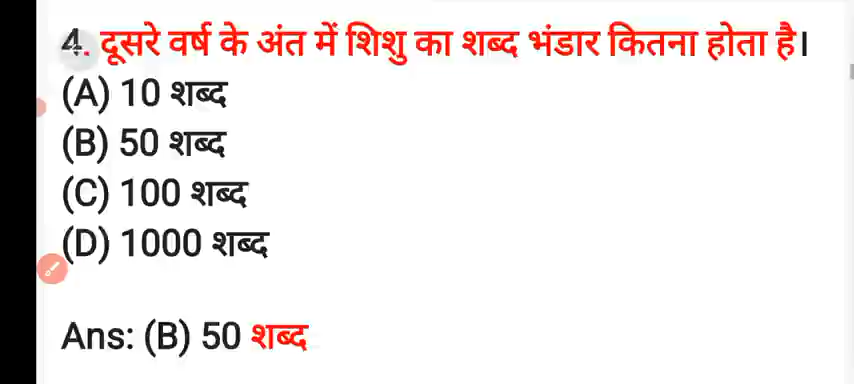 4. दूसरे वर्ष के अंत में शिशु का शब्द भंडार कितना होता है।
(A) 10 शब्द
(B) 50 शब्द
(C) 100 शब्द
(D) 1000 शब्द
Ans: (B) 50 शब्द